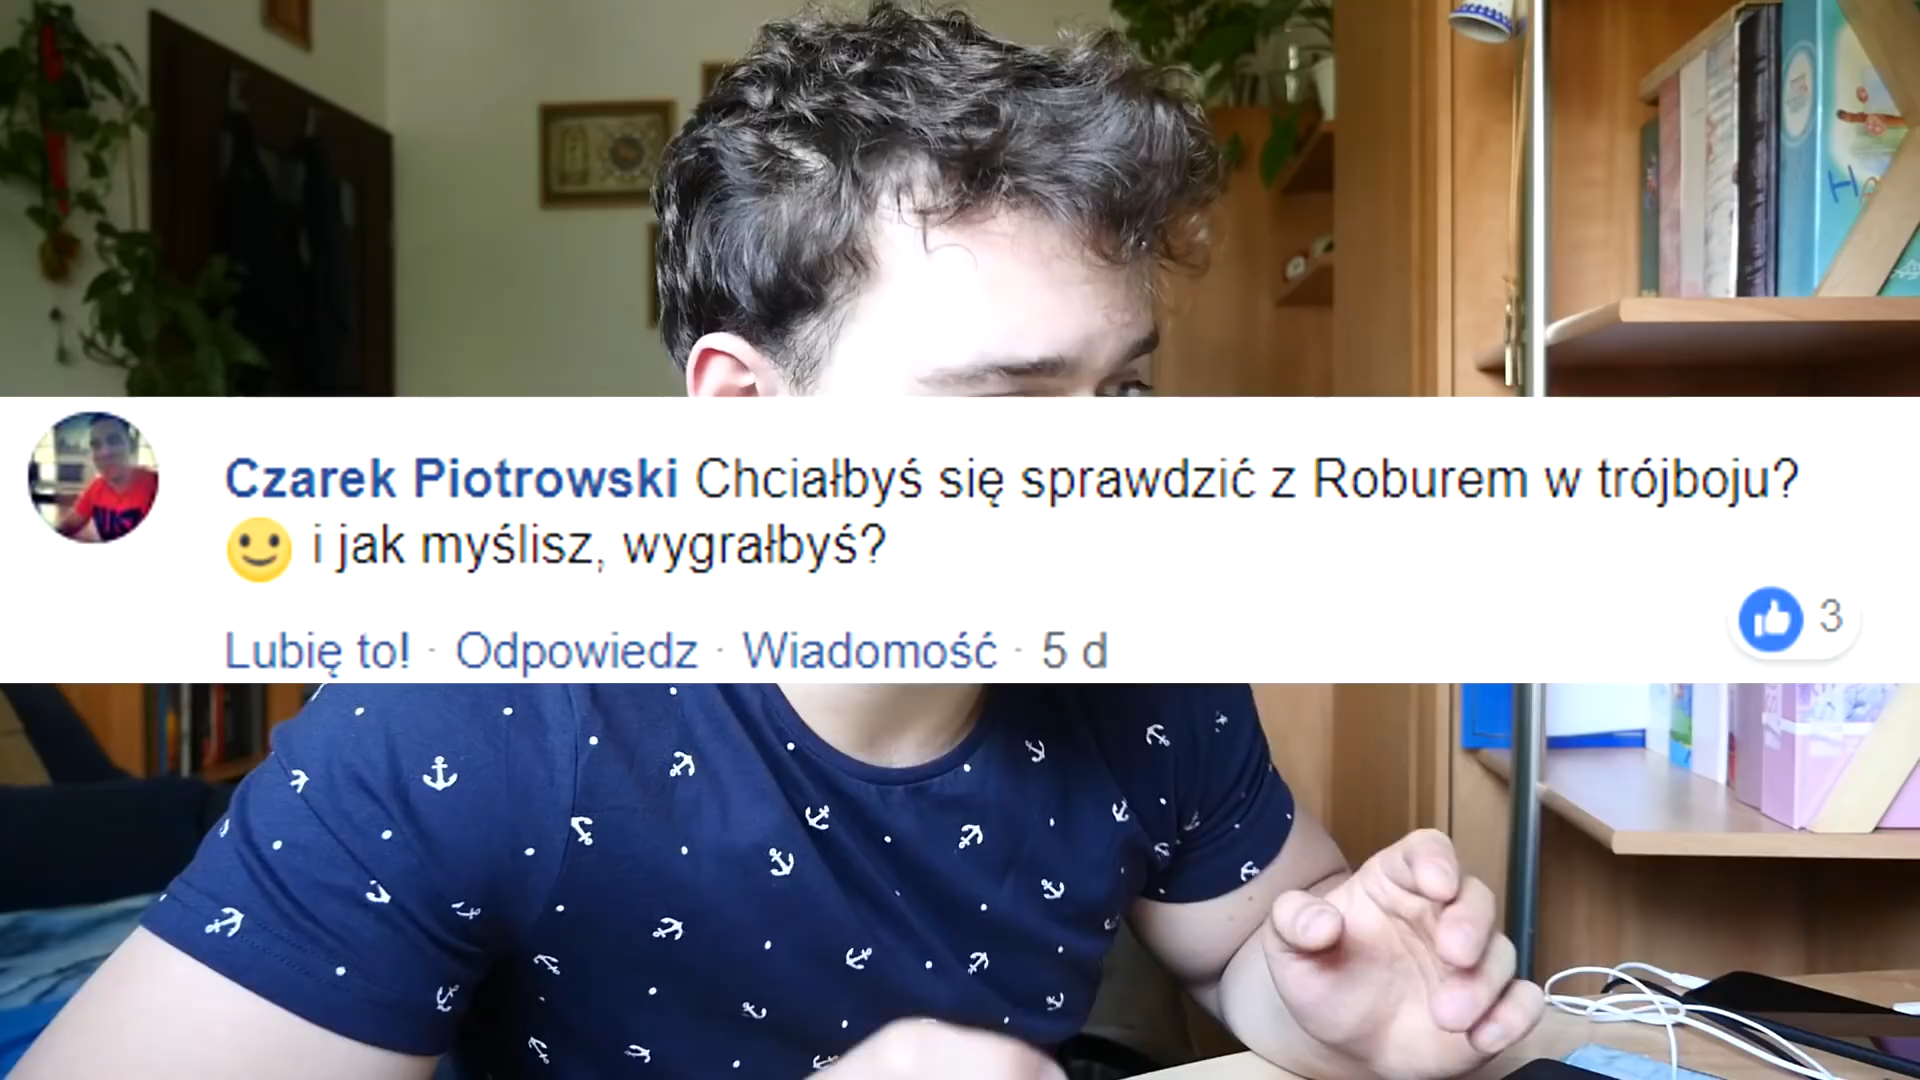 Czarek Piotrowski Chciałbyś się sprawdzić z Roburem w trójboju?
🙂 i jak myślisz, wygrałbyś?
Lubię to! · Odpowiedz · Wiadomość · 5 d
3